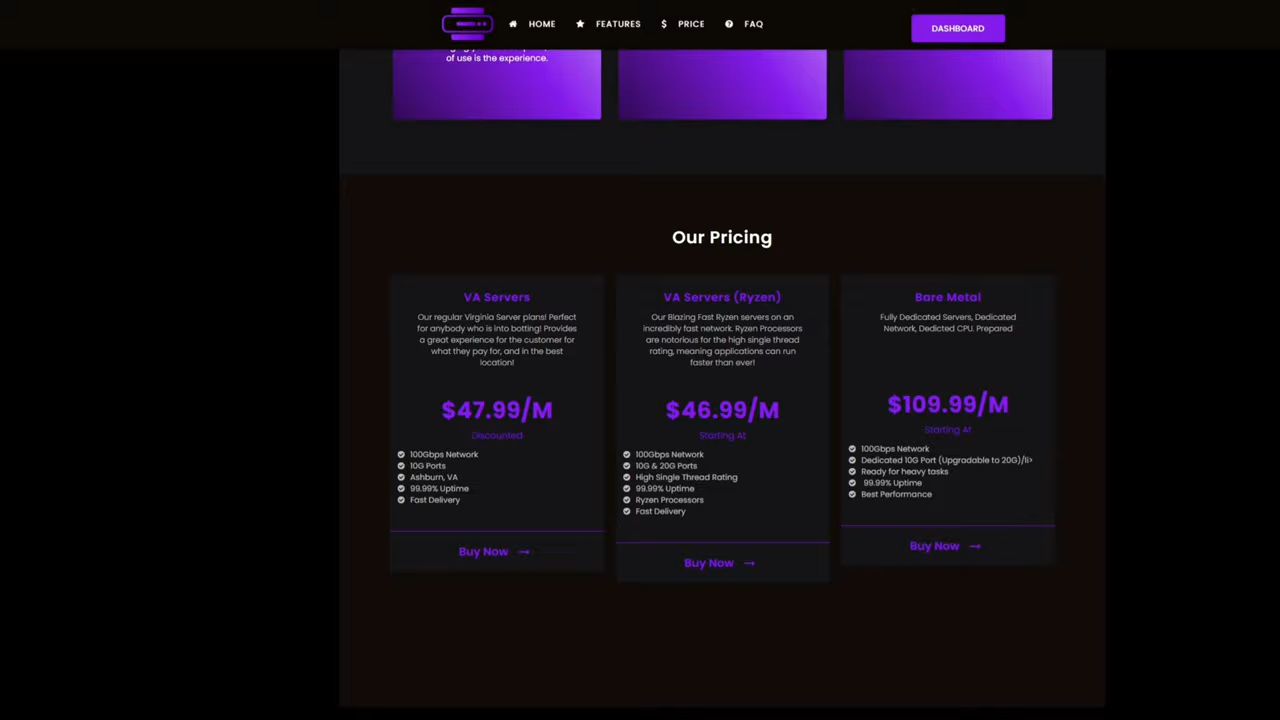 HOME
FEATURES
$ PRICE
FAQ
DASHBOARD
of use is the experience.
Our Pricing
VA Servers
Our regular Virginia Server plans! Perfect
for anybody who is into botting! Provides
a great experience for the customer for
what they pay for, and in the best
location!
$47.99/M
Discounted
100Gbps Network
10G Ports
Ashburn, VA
99.99% Uptime
Fast Delivery
Buy Now
VA Servers (Ryzen)
Our Blazing Fast Ryzen servers on an
incredibly fast network. Ryzen Processors
are notorious for the high single thread
rating, meaning applications can run
faster than ever!
$46.99/M
Starting At
100Gbps Network
10G & 20G Ports
High Single Thread Rating
99.99% Uptime
Ryzen Processors
Fast Delivery
Buy Now
Bare Metal
Fully Dedicated Servers, Dedicated
Network, Dedicted CPU. Prepared
$109.99/M
Starting At
100Gbps Network
Dedicated 10G Port (Upgradable to 20G)/li>
Ready for heavy tasks
99.99% Uptime
Best Performance
Buy Now